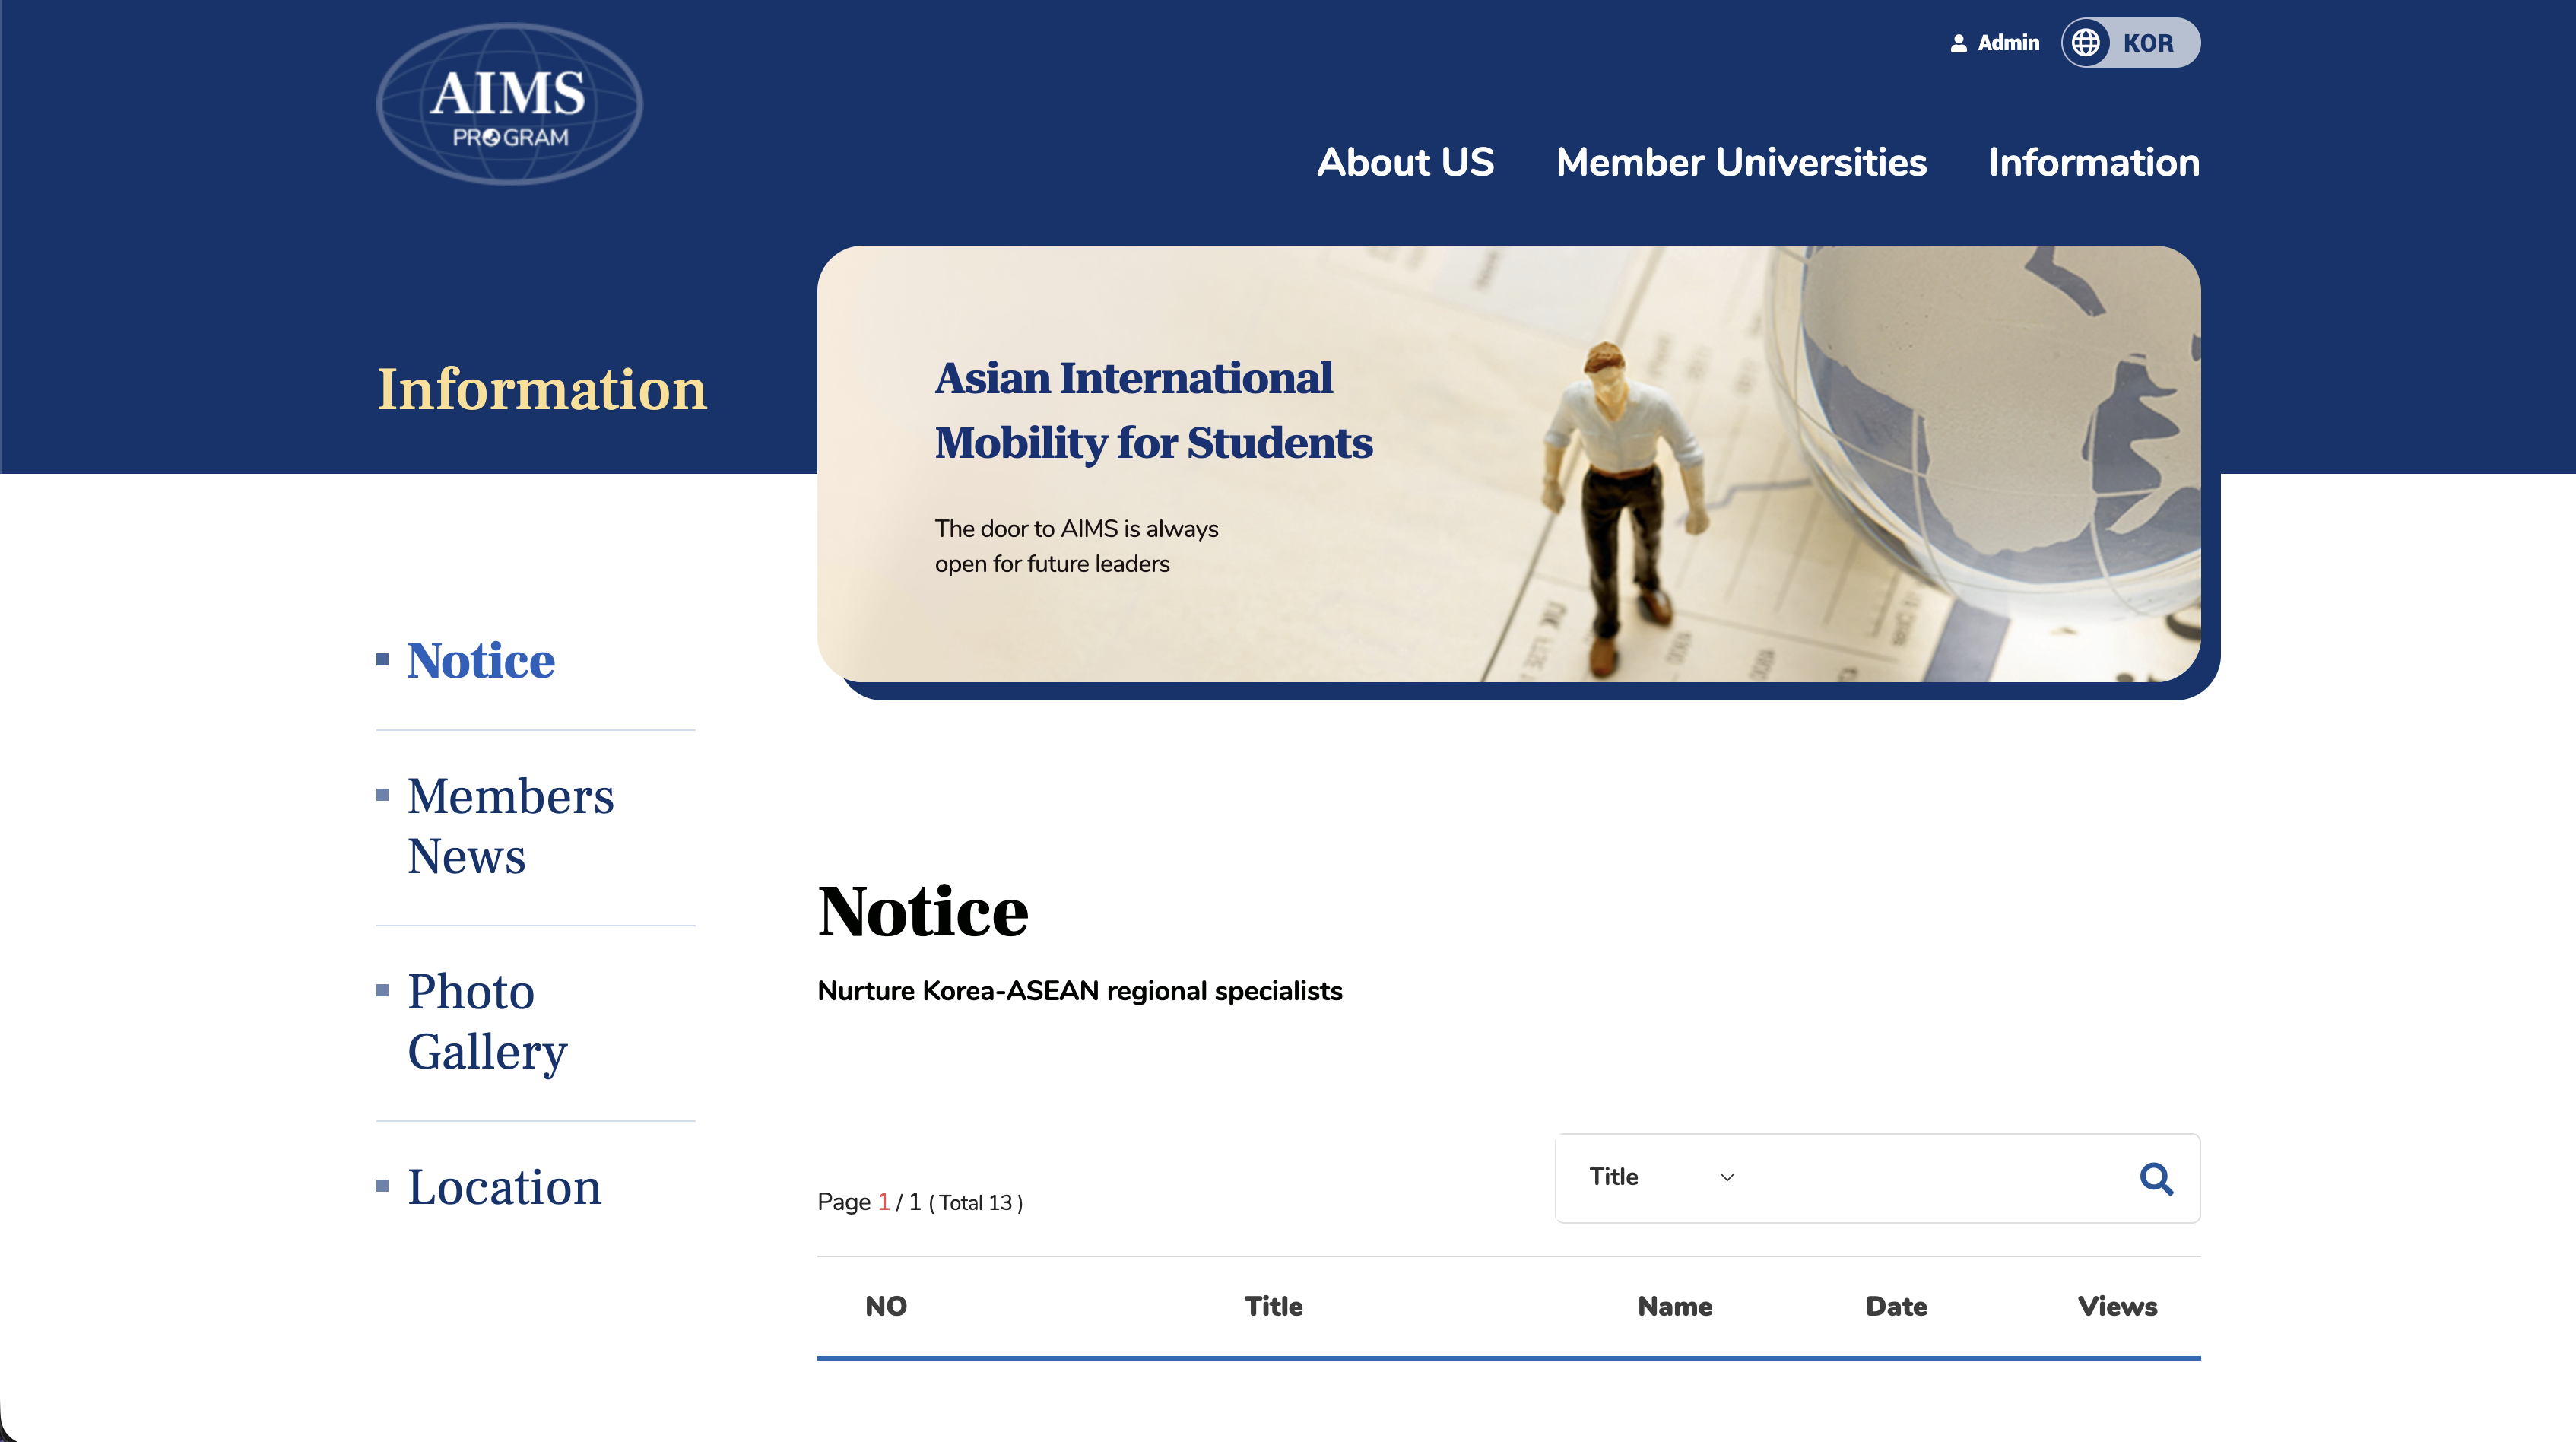 AIMS
PROGRAM
Admin
KOR
About US
Member Universities
Information
Information
Asian International
Mobility for Students
The door to AIMS is always
open for future leaders
Notice
Members
News
Photo
Gallery
Location
Notice
Nurture Korea-ASEAN regional specialists
Page 1 / 1 ( Total 13 )
Title
NO
Title
Name
Date
Views